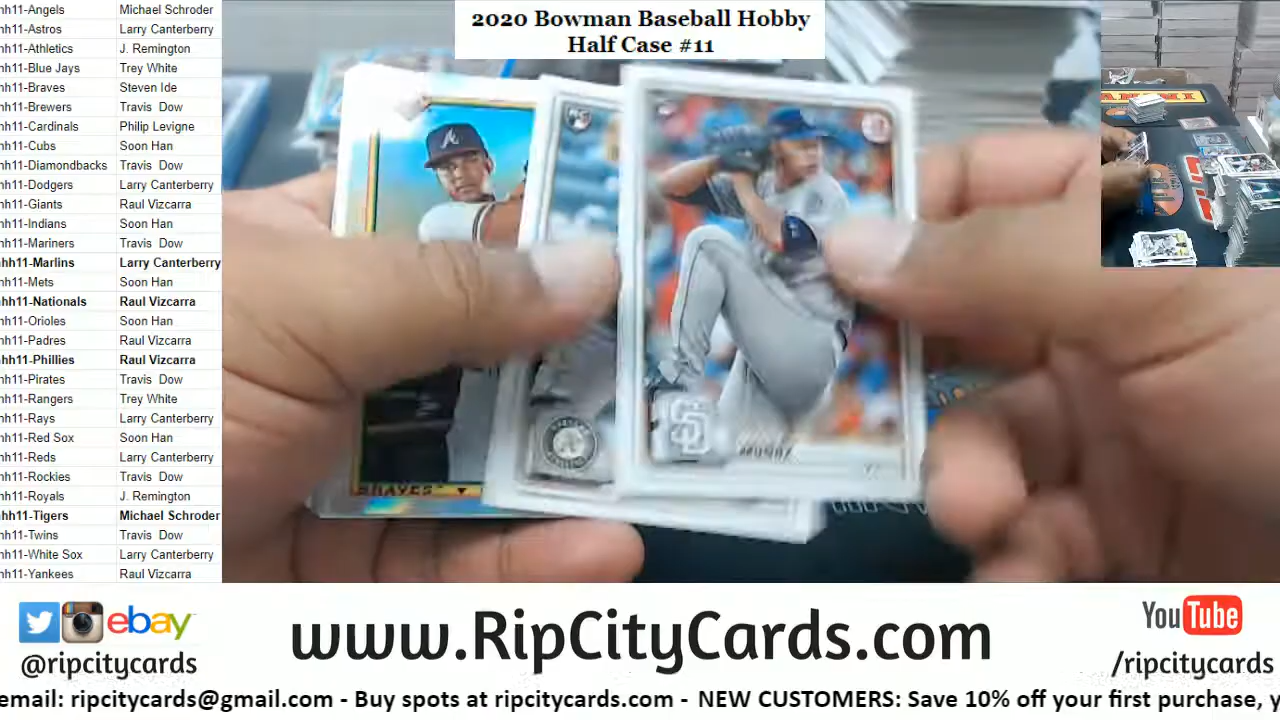 2020 Bowman Baseball Hobby
Half Case #11
hh11-Angels Michael Schroder
hh11-Astros Larry Canterberry
hh11-Athletics J. Remington
hh11-Blue Jays Trey White
hh11-Braves Steven Ide
hh11-Brewers Travis Dow
hh11-Cardinals Philip Levigne
hh11-Cubs Soon Han
hh11-Diamondbacks Travis Dow
hh11-Dodgers Larry Canterberry
hh11-Giants Raul Vizcarra
hh11-Indians Soon Han
hh11-Mariners Travis Dow
hh11-Marlins Larry Canterberry
hh11-Mets Soon Han
hh11-Nationals Raul Vizcarra
hh11-Orioles Soon Han
hh11-Padres Raul Vizcarra
hh11-Phillies Raul Vizcarra
hh11-Pirates Travis Dow
hh11-Rangers Trey White
hh11-Rays Larry Canterberry
hh11-Red Sox Soon Han
hh11-Reds Larry Canterberry
hh11-Rockies Travis Dow
hh11-Royals J. Remington
hh11-Tigers Michael Schroder
hh11-Twins Travis Dow
hh11-White Sox Larry Canterberry
hh11-Yankees Raul Vizcarra
A
SD
MUNOZ
BRAVES
PANINI
ebay
@ripcitycards
www.RipCityCards.com
YouTube
/ripcitycards
email: ripcitycards@gmail.com - Buy spots at ripcitycards.com - NEW CUSTOMERS: Save 10% off your first purchase, y